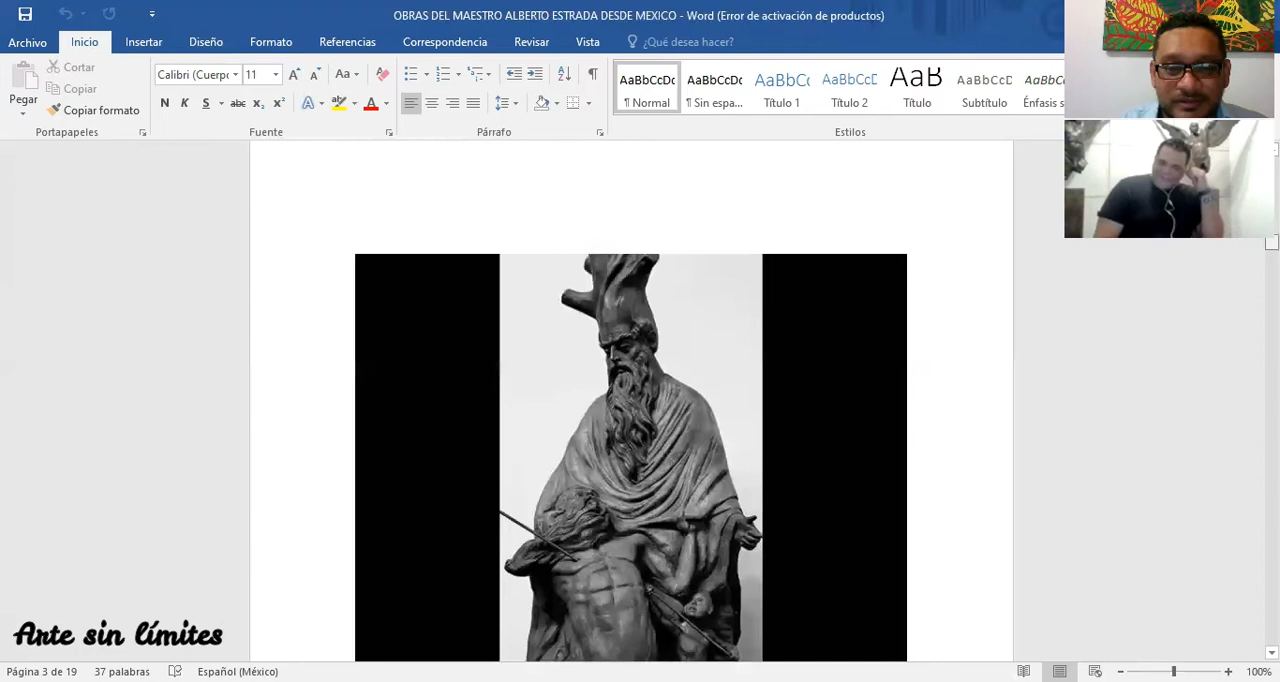 OBRAS DEL MAESTRO ALBERTO ESTRADA DESDE MEXICO - Word (Error de activación de productos)
Archivo Inicio Insertar Diseño Formato Referencias Correspondencia Revisar Vista ¿Qué desea hacer?
Pegar
Cortar
Copiar
Copiar formato
Portapapeles
Calibri (Cuerpo 11
Aa
N K S abc x₂ x²
A A
Fuente
Párrafo
AaBbCcDc AaBbCcDc AaBbCc AaBbCcD AaB AaBbCcD AaBbCcDc
¶ Normal ¶ Sin espa... Título 1 Título 2 Título Subtítulo Énfasis s
Estilos
Arte sin límites
Página 3 de 19 37 palabras Español (México) 100%